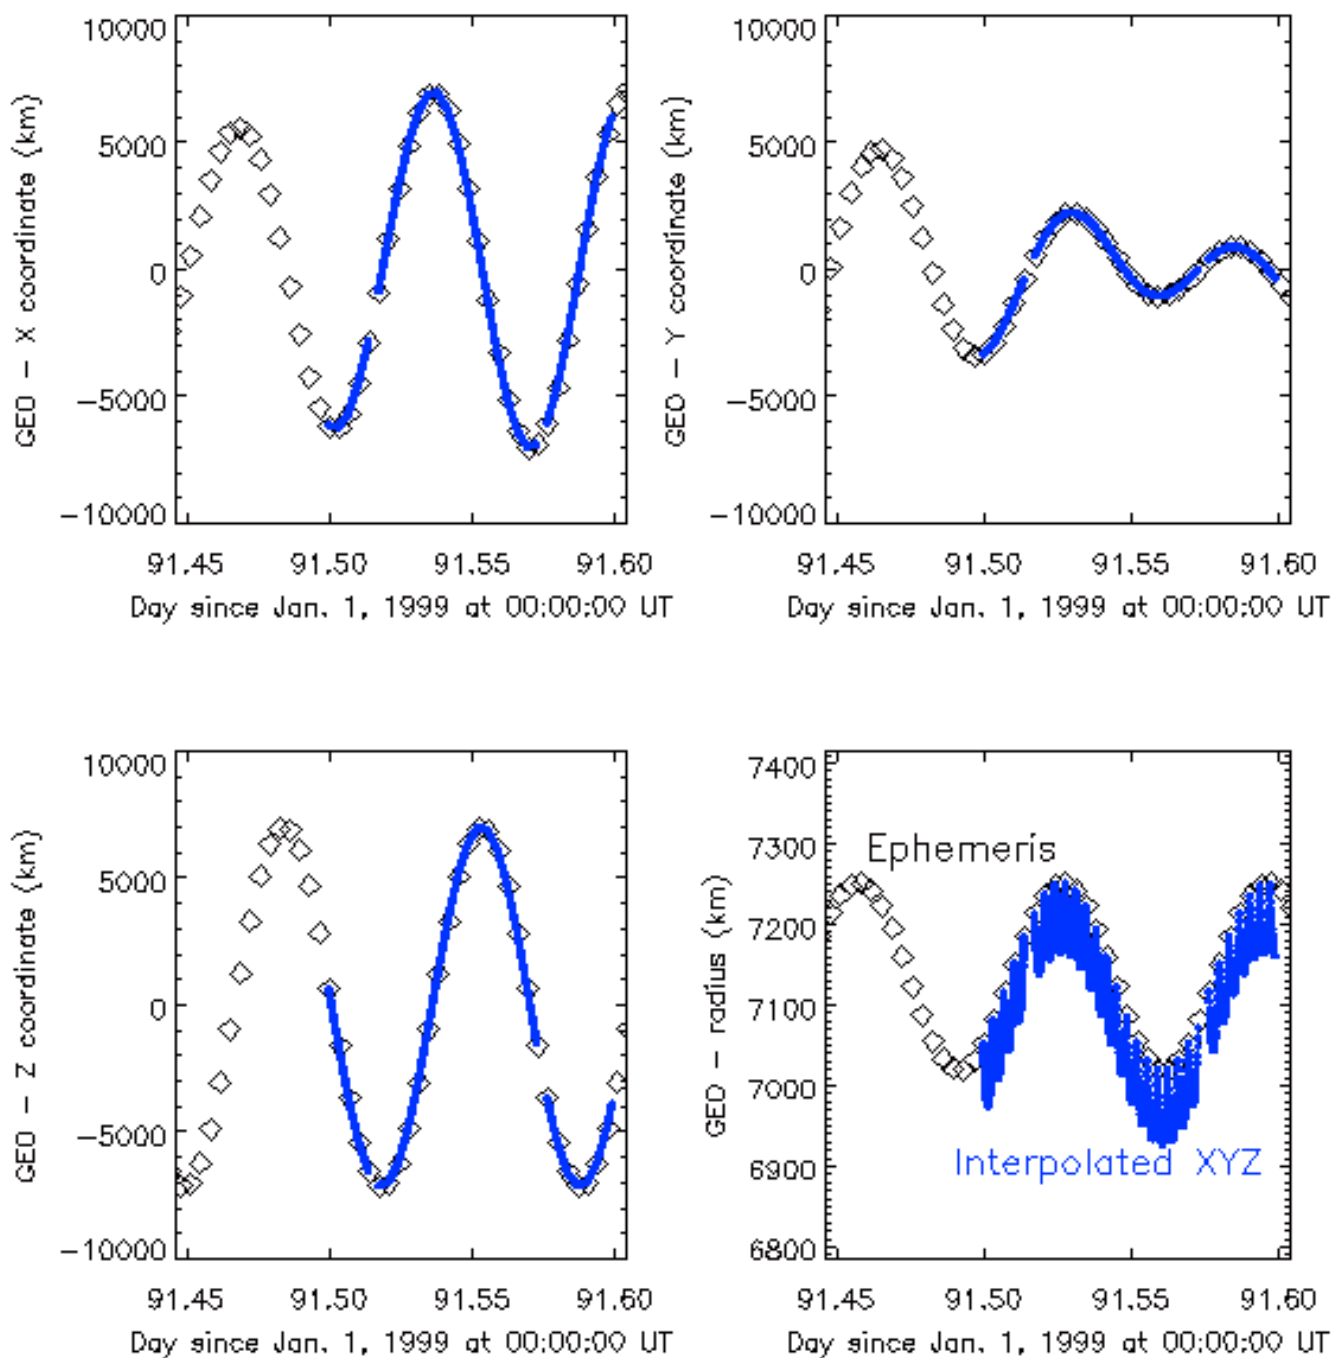 10000
5000
0
−5000
−10000
GEO − X coordinate (km)
91.45 91.50 91.55 91.60
Day since Jan. 1, 1999 at 00:00:00 UT
10000
5000
0
−5000
−10000
GEO − Y coordinate (km)
91.45 91.50 91.55 91.60
Day since Jan. 1, 1999 at 00:00:00 UT
10000
5000
0
−5000
−10000
GEO − Z coordinate (km)
91.45 91.50 91.55 91.60
Day since Jan. 1, 1999 at 00:00:00 UT
7400
7300
7200
7100
7000
6900
6800
GEO − radius (km)
Ephemeris
Interpolated XYZ
91.45 91.50 91.55 91.60
Day since Jan. 1, 1999 at 00:00:00 UT